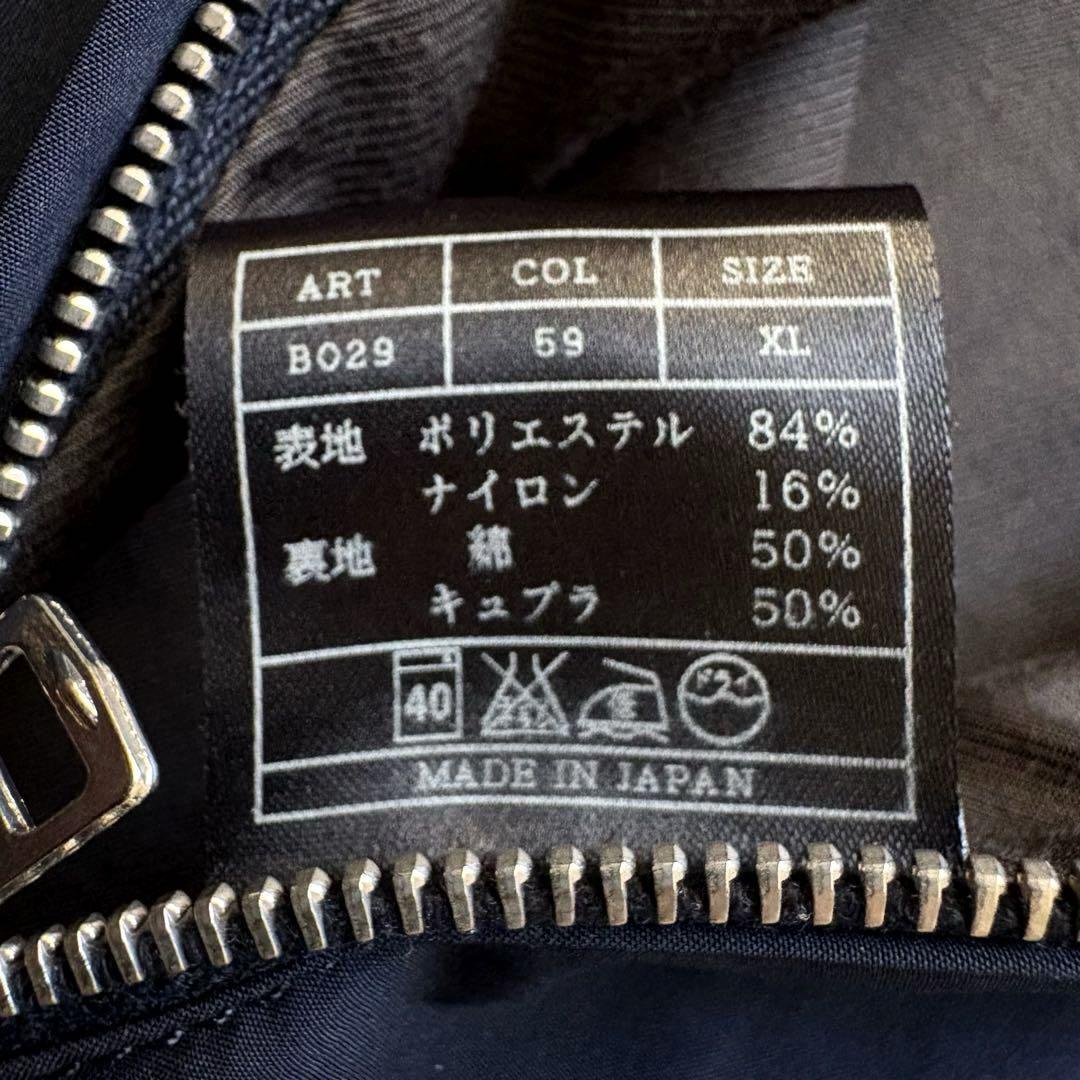 ART COL SIZE
B029 59 XL
表地 ポリエステル 84%
ナイロン 16%
裏地 綿 50%
キュプラ 50%
40 ドライ
MADE IN JAPAN